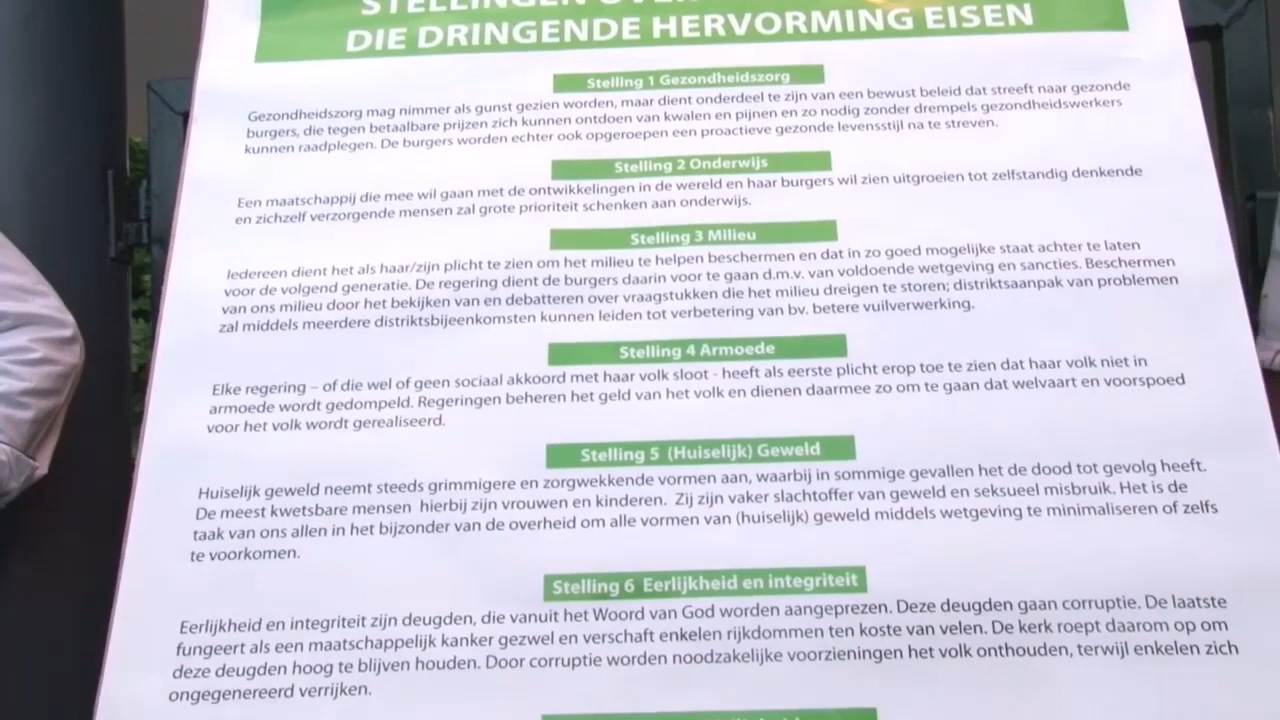 STELLINGEN OVER
DIE DRINGENDE HERVORMING EISEN
Stelling 1 Gezondheidszorg
Gezondheidszorg mag nimmer als gunst gezien worden, maar dient onderdeel te zijn van een bewust beleid dat streeft naar gezonde
burgers, die tegen betaalbare prijzen zich kunnen ontdoen van kwalen en pijnen en zo nodig zonder drempels gezondheidswerkers
kunnen raadplegen. De burgers worden echter ook opgeroepen een proactieve gezonde levensstijl na te streven.
Stelling 2 Onderwijs
Een maatschappij die mee wil gaan met de ontwikkelingen in de wereld en haar burgers wil zien uitgroeien tot zelfstandig denkende
en zichzelf verzorgende mensen zal grote prioriteit schenken aan onderwijs.
Stelling 3 Milieu
Iedereen dient het als haar/zijn plicht te zien om het milieu te helpen beschermen en dat in zo goed mogelijke staat achter te laten
voor de volgend generatie. De regering dient de burgers daarin voor te gaan d.m.v. van voldoende wetgeving en sancties. Beschermen
van ons milieu door het bekijken van en debatteren over vraagstukken die het milieu dreigen te storen; distriktsaanpak van problemen
zal middels meerdere distriktsbijeenkomsten kunnen leiden tot verbetering van bv. betere vuilverwerking.
Stelling 4 Armoede
Elke regering – of die wel of geen sociaal akkoord met haar volk sloot - heeft als eerste plicht erop toe te zien dat haar volk niet in
armoede wordt gedompeld. Regeringen beheren het geld van het volk en dienen daarmee zo om te gaan dat welvaart en voorspoed
voor het volk wordt gerealiseerd.
Stelling 5 (Huiselijk) Geweld
Huiselijk geweld neemt steeds grimmigere en zorgwekkende vormen aan, waarbij in sommige gevallen het de dood tot gevolg heeft.
De meest kwetsbare mensen hierbij zijn vrouwen en kinderen. Zij zijn vaker slachtoffer van geweld en seksueel misbruik. Het is de
taak van ons allen in het bijzonder van de overheid om alle vormen van (huiselijk) geweld middels wetgeving te minimaliseren of zelfs
te voorkomen.
Stelling 6 Eerlijkheid en integriteit
Eerlijkheid en integriteit zijn deugden, die vanuit het Woord van God worden aangeprezen. Deze deugden gaan corruptie. De laatste
fungeert als een maatschappelijk kanker gezwel en verschaft enkelen rijkdommen ten koste van velen. De kerk roept daarom op om
deze deugden hoog te blijven houden. Door corruptie worden noodzakelijke voorzieningen het volk onthouden, terwijl enkelen zich
ongegenereerd verrijken.